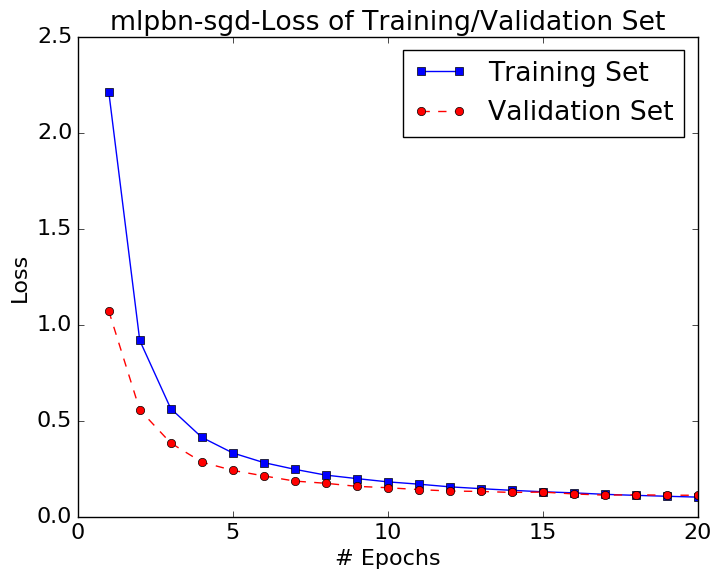 mlpbn-sgd-Loss of Training/Validation Set
2.5
Training Set
Validation Set
2.0
1.5
Loss
1.0
0.5
0.0
0 5 10 15 20
# Epochs